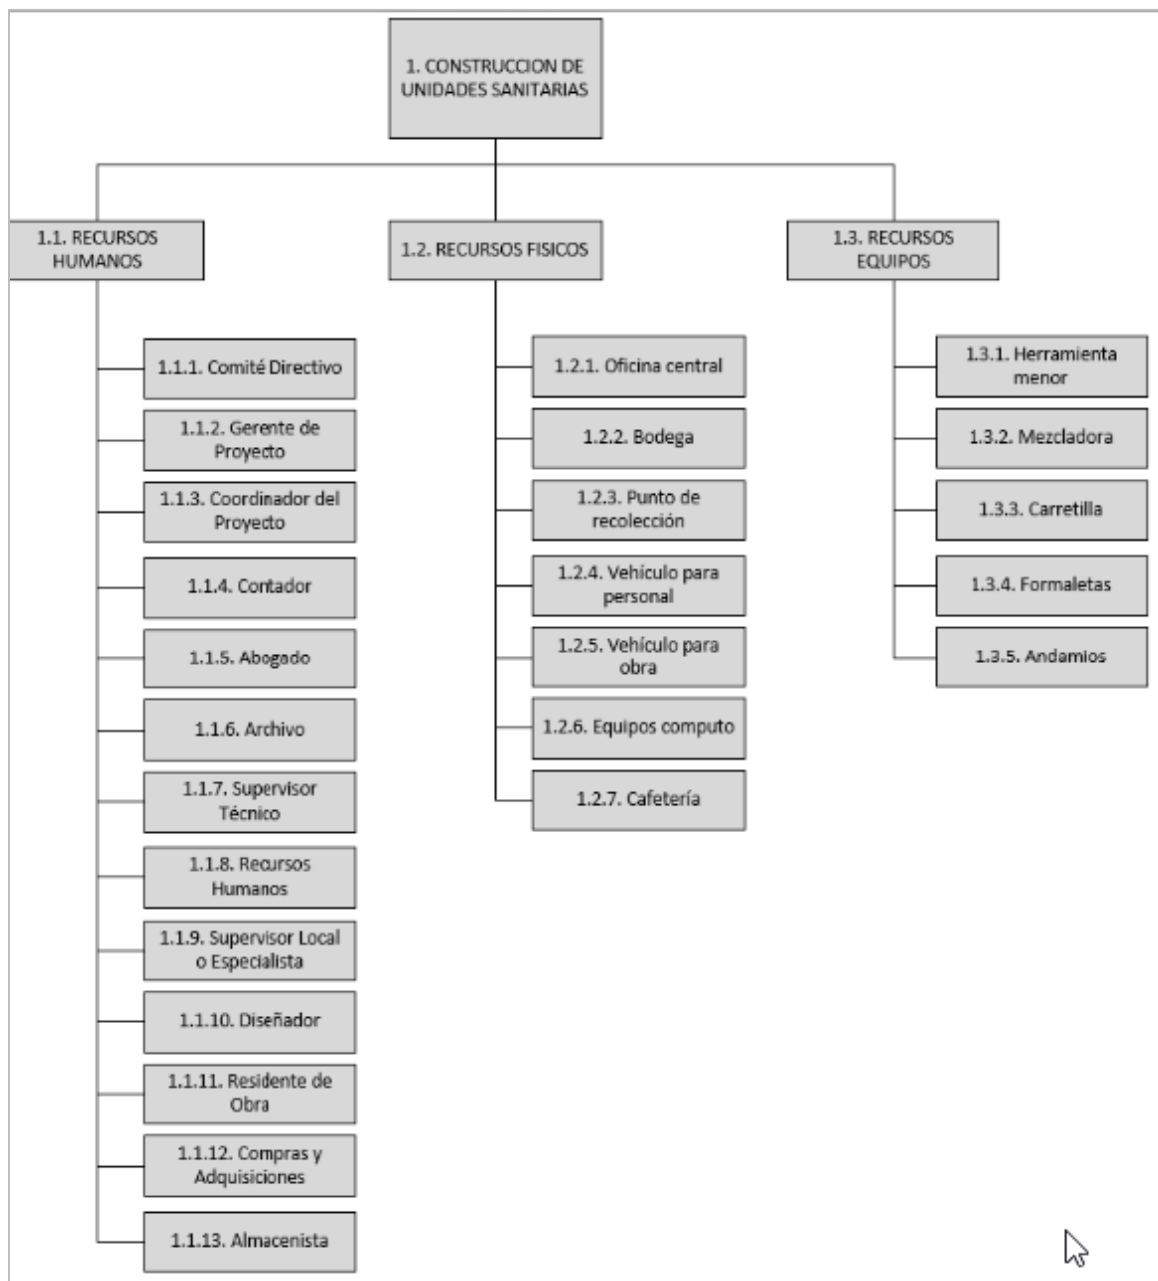 1. CONSTRUCCION DE
UNIDADES SANITARIAS
1.1. RECURSOS
HUMANOS
1.1.1. Comité Directivo
1.1.2. Gerente de
Proyecto
1.1.3. Coordinador del
Proyecto
1.1.4. Contador
1.1.5. Abogado
1.1.6. Archivo
1.1.7. Supervisor
Técnico
1.1.8. Recursos
Humanos
1.1.9. Supervisor Local
o Especialista
1.1.10. Diseñador
1.1.11. Residente de
Obra
1.1.12. Compras y
Adquisiciones
1.1.13. Almacenista
1.2. RECURSOS FISICOS
1.2.1. Oficina central
1.2.2. Bodega
1.2.3. Punto de
recolección
1.2.4. Vehículo para
personal
1.2.5. Vehículo para
obra
1.2.6. Equipos computo
1.2.7. Cafetería
1.3. RECURSOS
EQUIPOS
1.3.1. Herramienta
menor
1.3.2. Mezcladora
1.3.3. Carretilla
1.3.4. Formaletas
1.3.5. Andamios